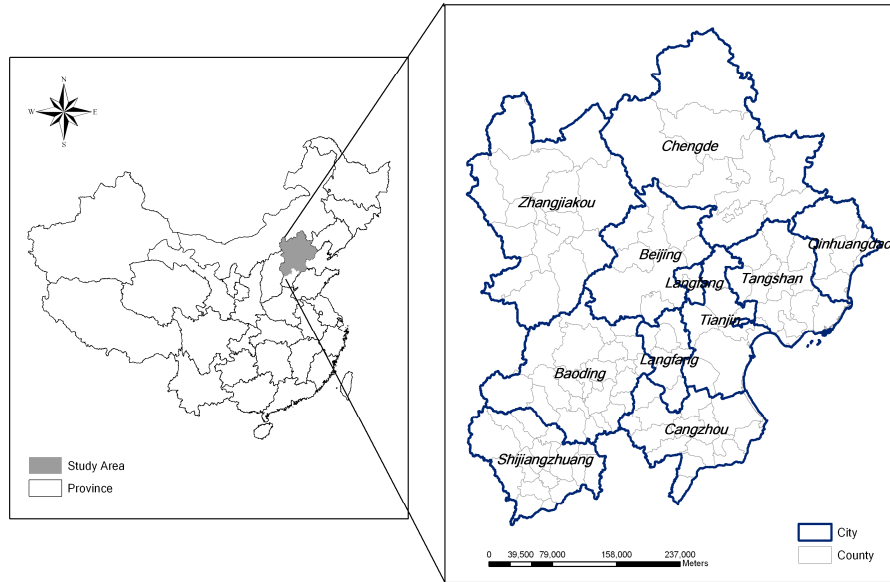 N
W
E
S
Study Area
Province
Chengde
Zhangjiakou
Qinhuangdao
Beijing
Langfang
Tangshan
Tianjin
Langfang
Baoding
Cangzhou
Shijiangzhuang
City
County
0 39,500 79,000 158,000 237,000
Meters